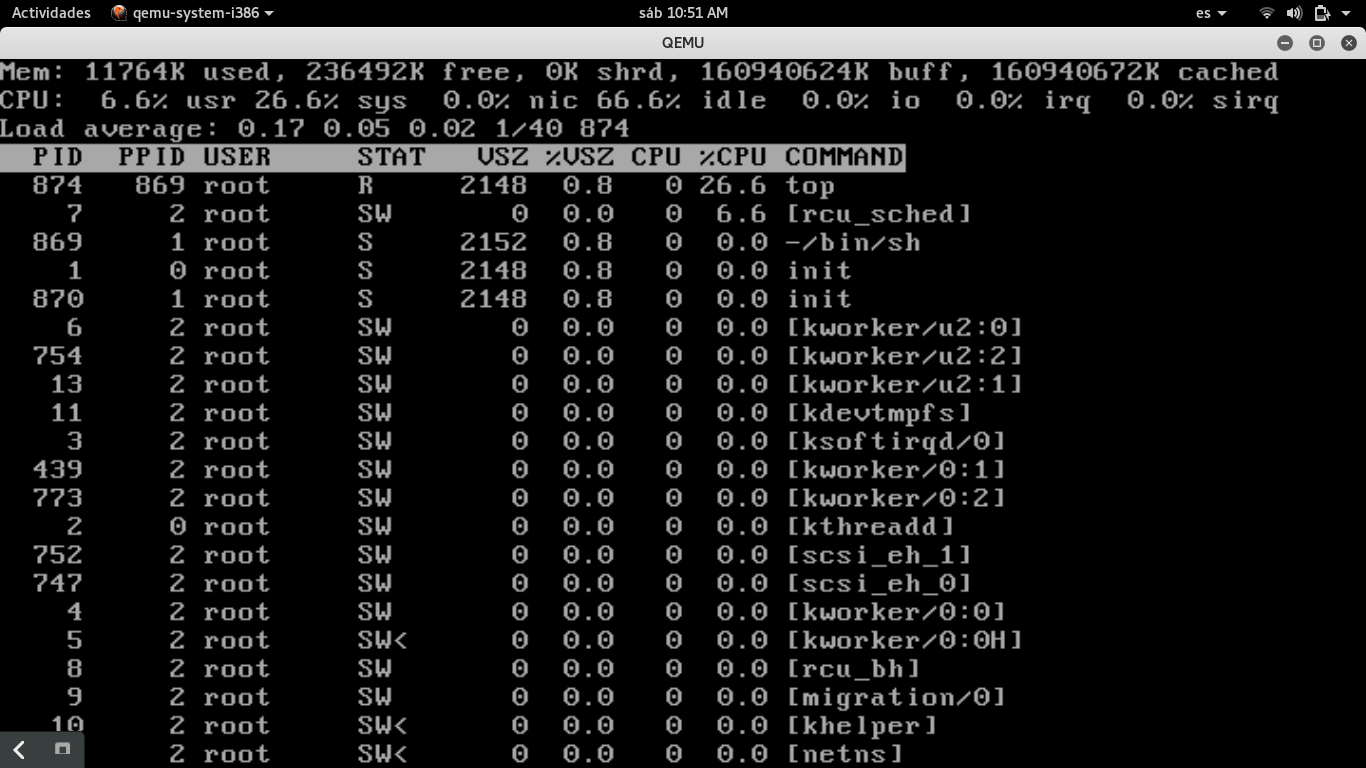 Actividades qemu-system-i386 sáb 10:51 AM es
QEMU
Mem: 11764K used, 236492K free, 0K shrd, 160940624K buff, 160940672K cached
CPU:  6.6% usr 26.6% sys  0.0% nic 66.6% idle  0.0% io  0.0% irq  0.0% sirq
Load average: 0.17 0.05 0.02 1/40 874
PID PPID USER STAT VSZ %VSZ CPU %CPU COMMAND
874 869 root R 2148 0.8 0 26.6 top
7 2 root SW 0 0.0 0 6.6 [rcu_sched]
869 1 root S 2152 0.8 0 0.0 -/bin/sh
1 0 root S 2148 0.8 0 0.0 init
870 1 root S 2148 0.8 0 0.0 init
6 2 root SW 0 0.0 0 0.0 [kworker/u2:0]
754 2 root SW 0 0.0 0 0.0 [kworker/u2:2]
13 2 root SW 0 0.0 0 0.0 [kworker/u2:1]
11 2 root SW 0 0.0 0 0.0 [kdevtmpfs]
3 2 root SW 0 0.0 0 0.0 [ksoftirqd/0]
439 2 root SW 0 0.0 0 0.0 [kworker/0:1]
773 2 root SW 0 0.0 0 0.0 [kworker/0:2]
2 0 root SW 0 0.0 0 0.0 [kthreadd]
752 2 root SW 0 0.0 0 0.0 [scsi_eh_1]
747 2 root SW 0 0.0 0 0.0 [scsi_eh_0]
4 2 root SW 0 0.0 0 0.0 [kworker/0:0]
5 2 root SW< 0 0.0 0 0.0 [kworker/0:0H]
8 2 root SW 0 0.0 0 0.0 [rcu_bh]
9 2 root SW 0 0.0 0 0.0 [migration/0]
10 2 root SW< 0 0.0 0 0.0 [khelper]
2 root SW< 0 0.0 0 0.0 [netns]